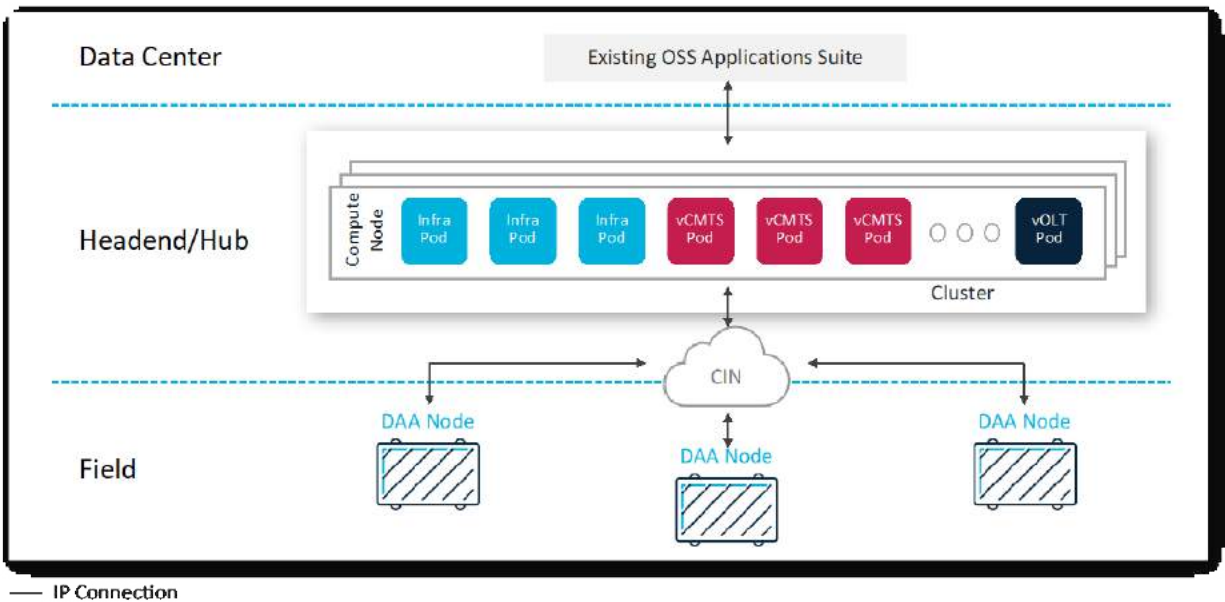 Data Center
Existing OSS Applications Suite
Headend/Hub
Compute
Node
Infra
Pod
Infra
Pod
Infra
Pod
vCMTS
Pod
vCMTS
Pod
vCMTS
Pod
vOLT
Pod
Cluster
CIN
Field
DAA Node
DAA Node
DAA Node
IP Connection